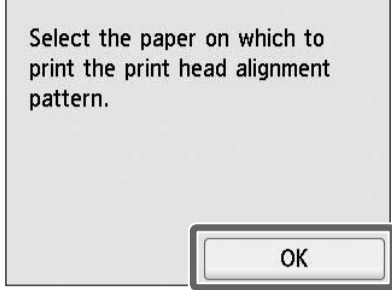 Select the paper on which to
print the print head alignment
pattern.
OK